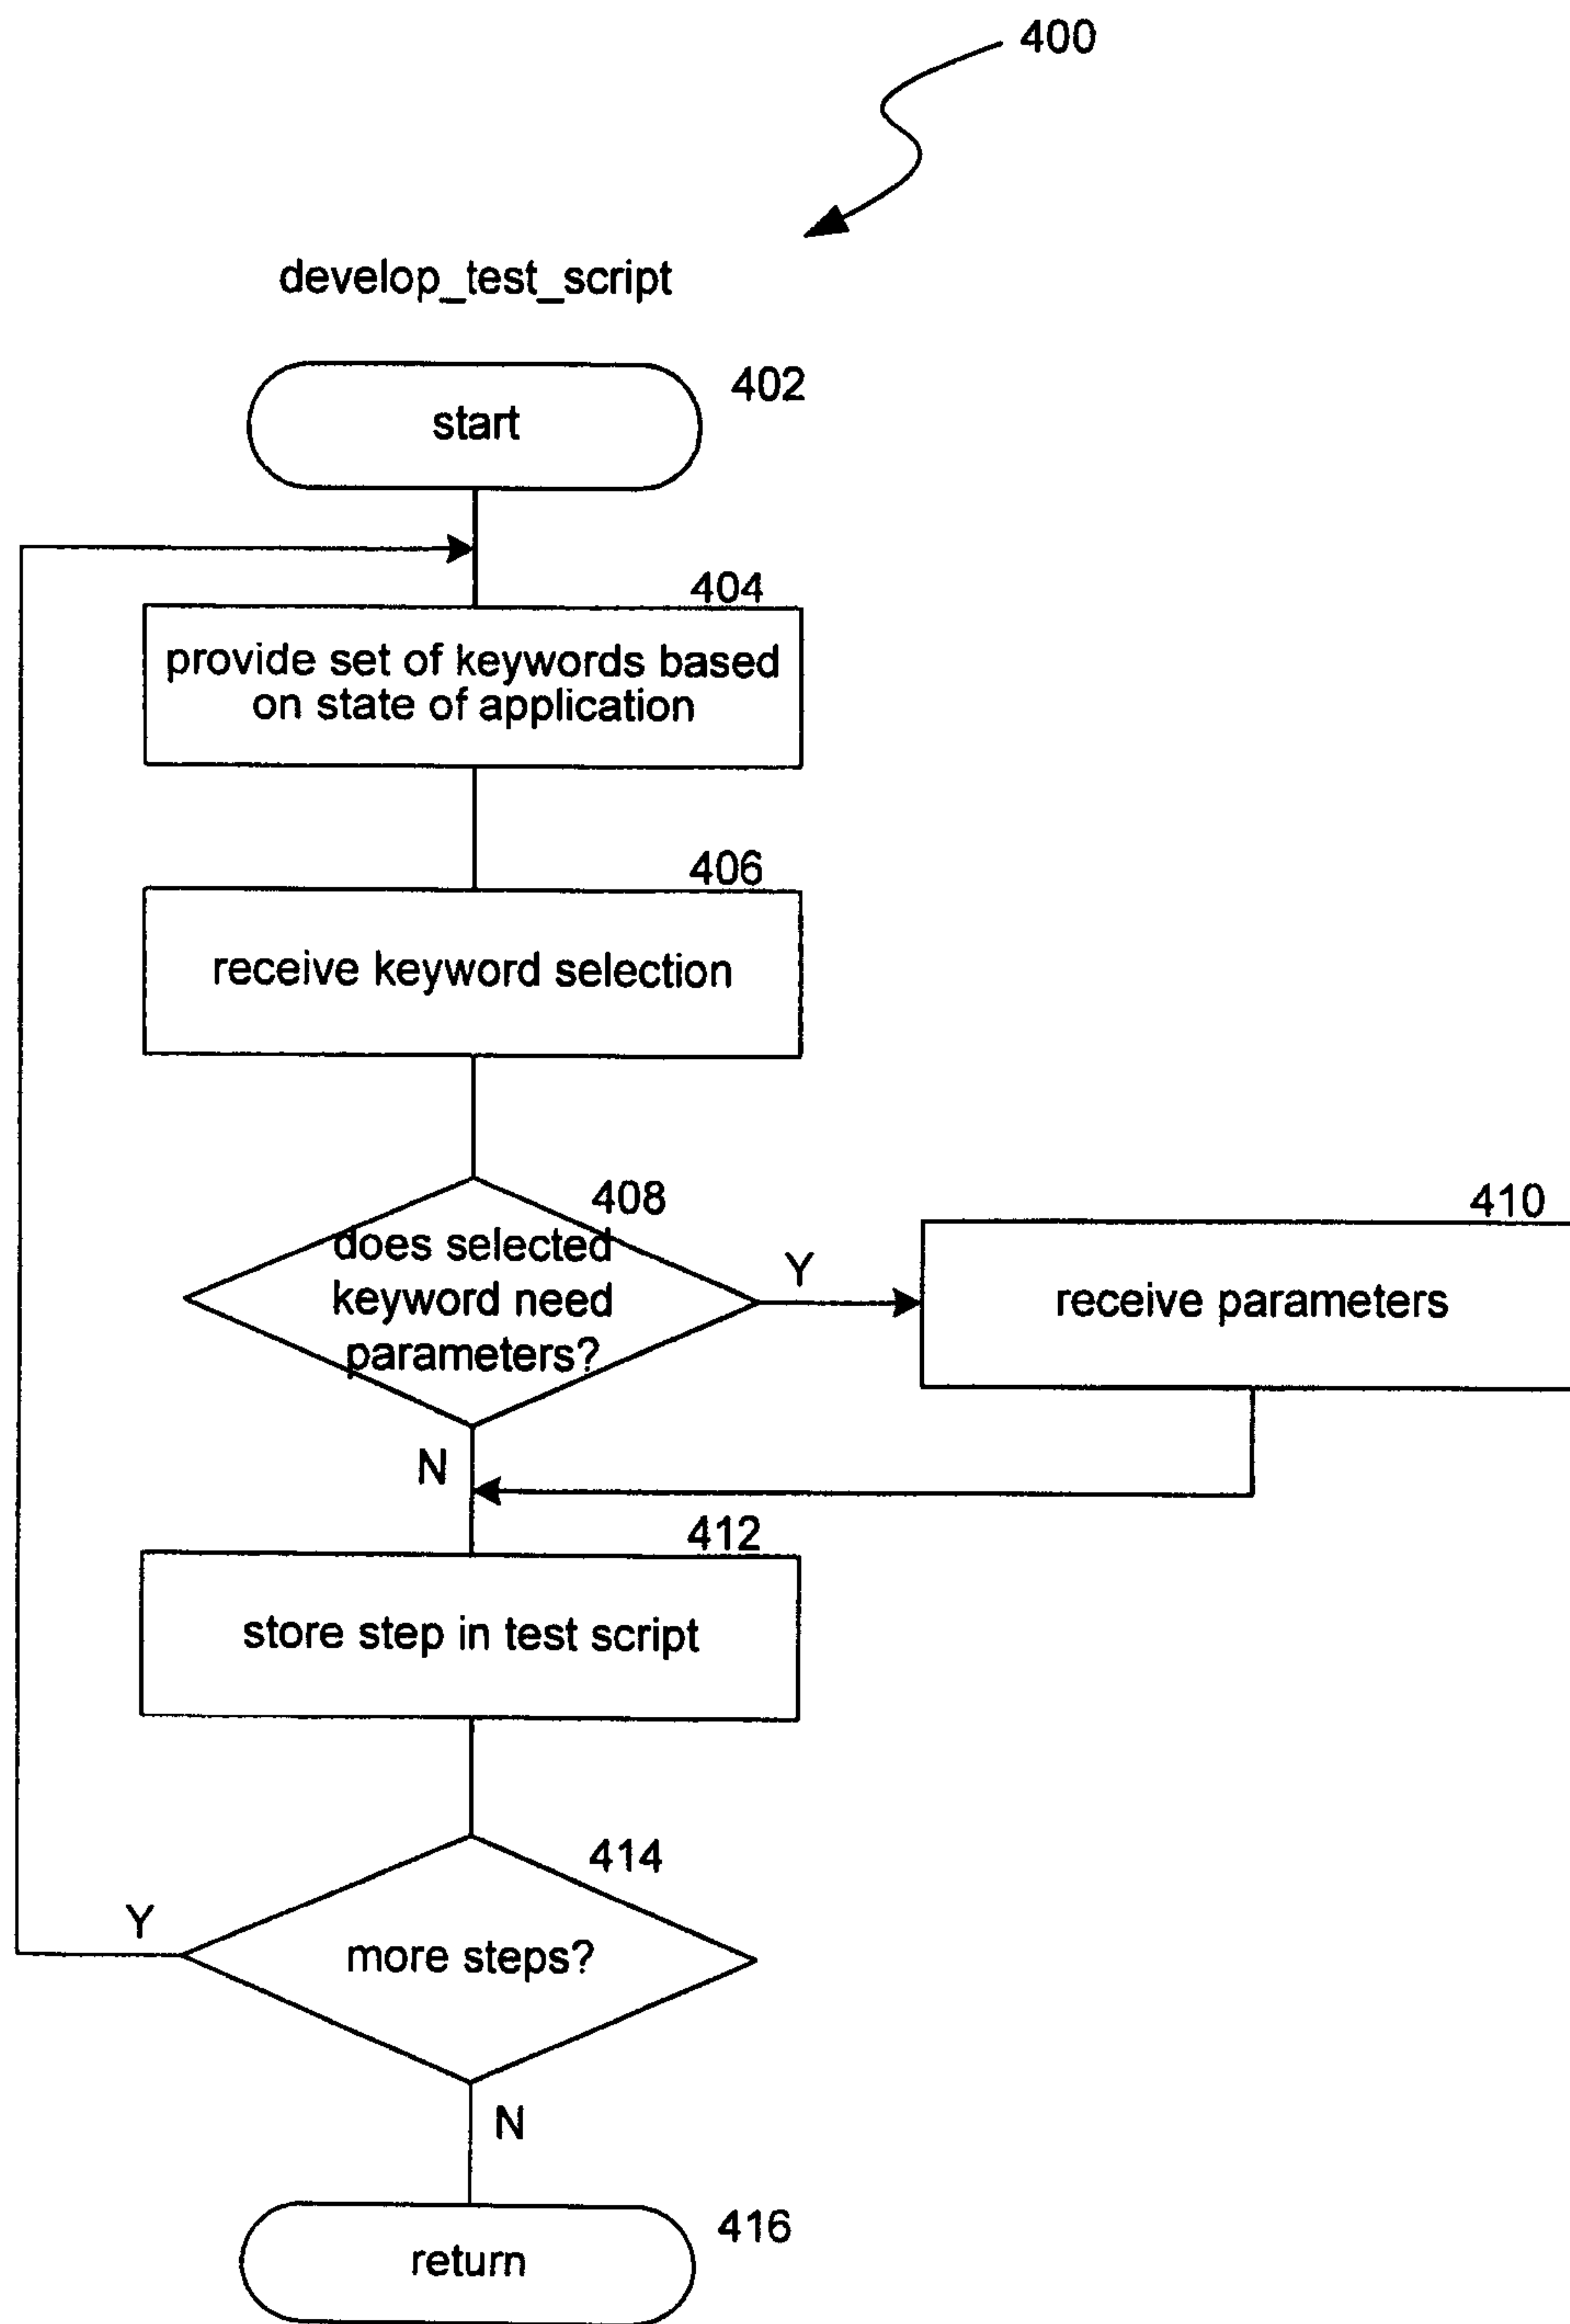 400
develop_test_script
402
start
404
provide set of keywords based
on state of application
406
receive keyword selection
408
does selected
keyword need
parameters?
Y
410
receive parameters
N
412
store step in test script
414
Y
more steps?
N
416
return